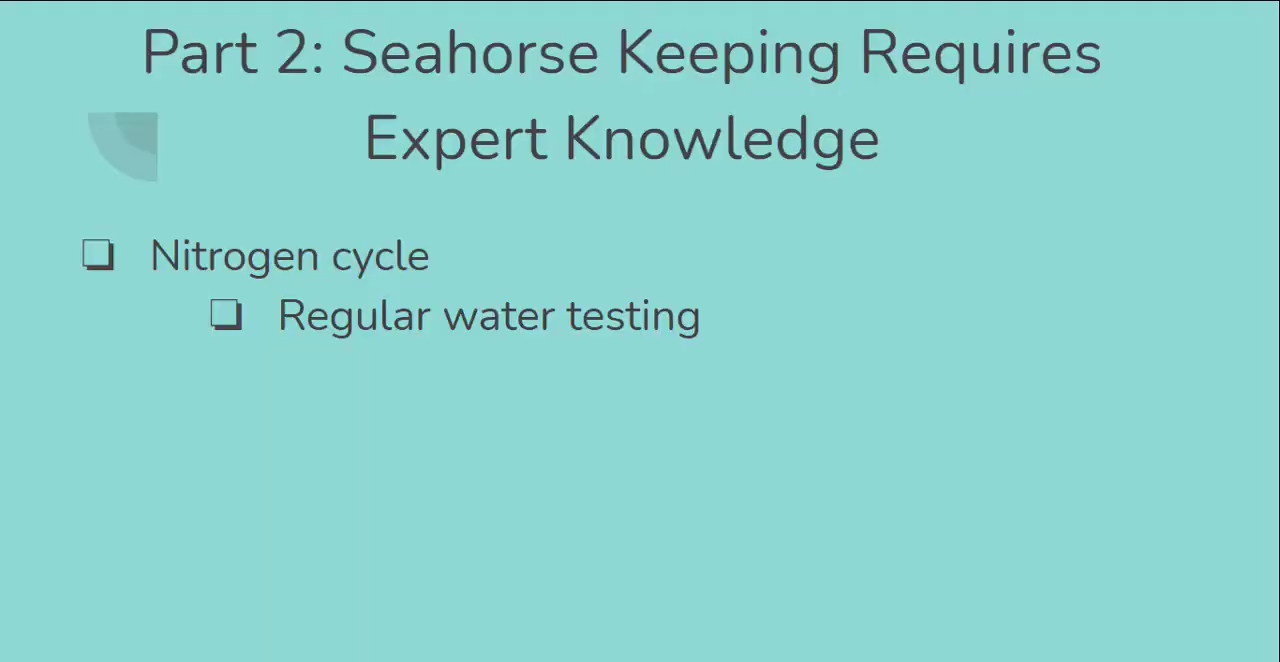 Part 2: Seahorse Keeping Requires
Expert Knowledge
❏ Nitrogen cycle
❏ Regular water testing